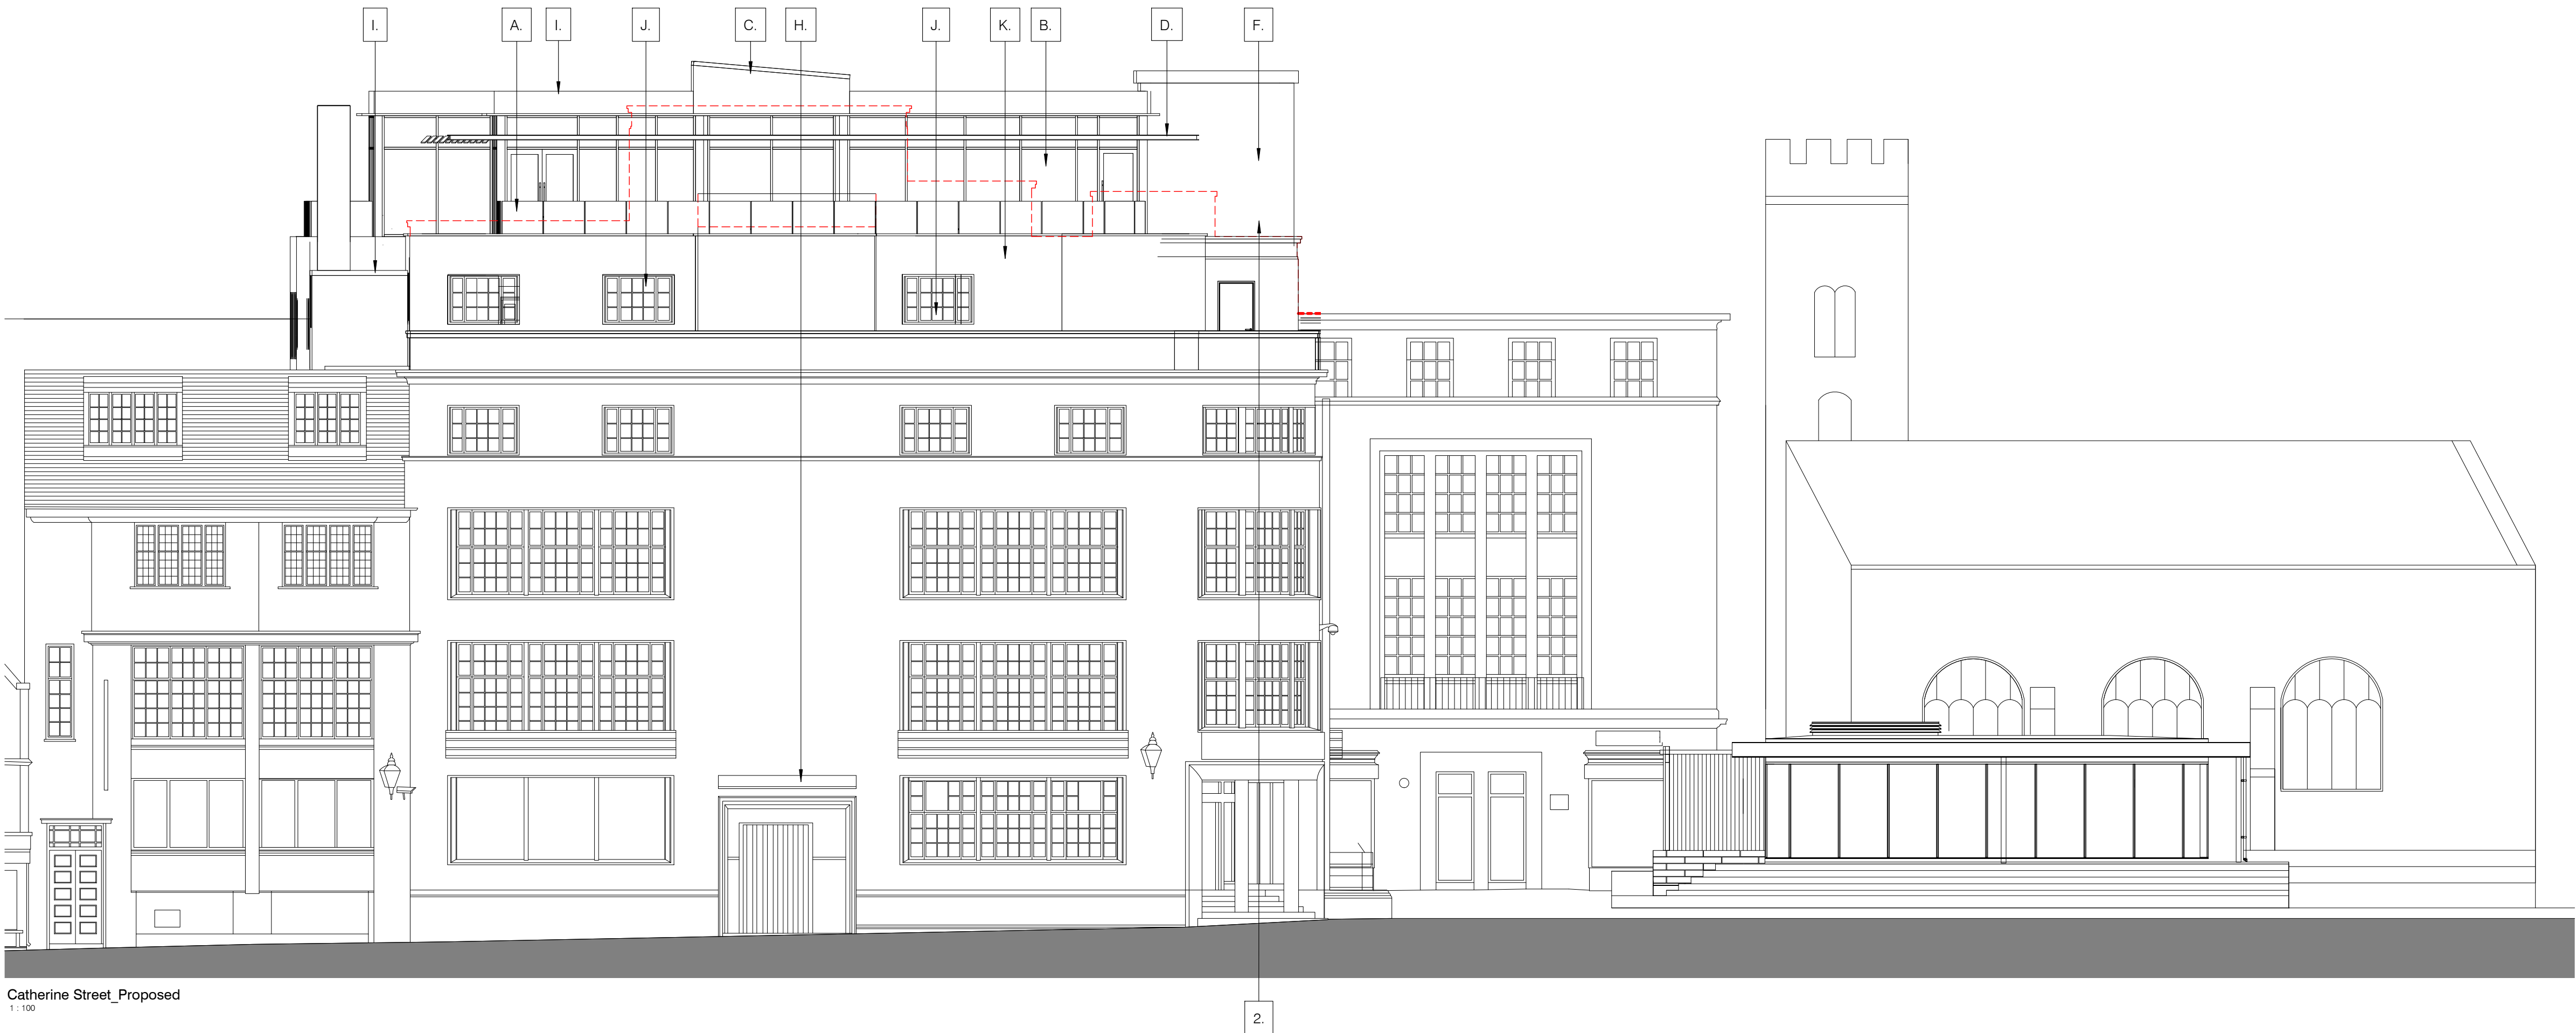 I. A. I. J. C. H. J. K. B. D. F.
Catherine Street_Proposed
1 : 100
2.